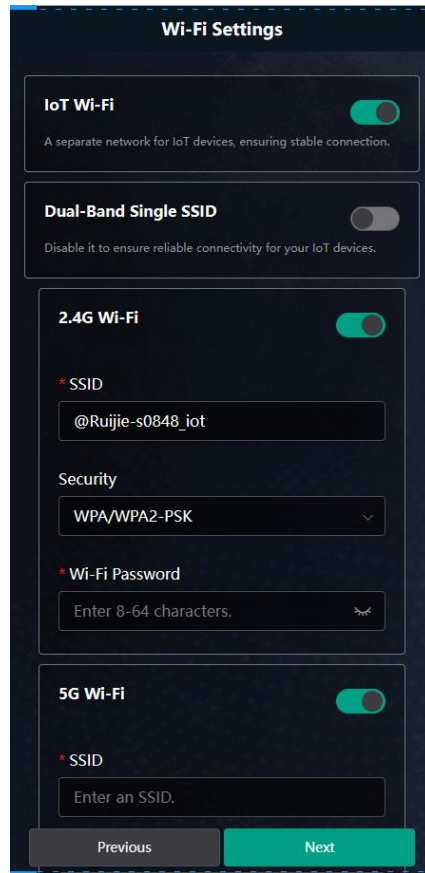 Wi-Fi Settings
IoT Wi-Fi
A separate network for IoT devices, ensuring stable connection.
Dual-Band Single SSID
Disable it to ensure reliable connectivity for your IoT devices.
2.4G Wi-Fi
* SSID
@Ruijie-s0848_iot
Security
WPA/WPA2-PSK
* Wi-Fi Password
Enter 8-64 characters.
5G Wi-Fi
* SSID
Enter an SSID.
Previous Next